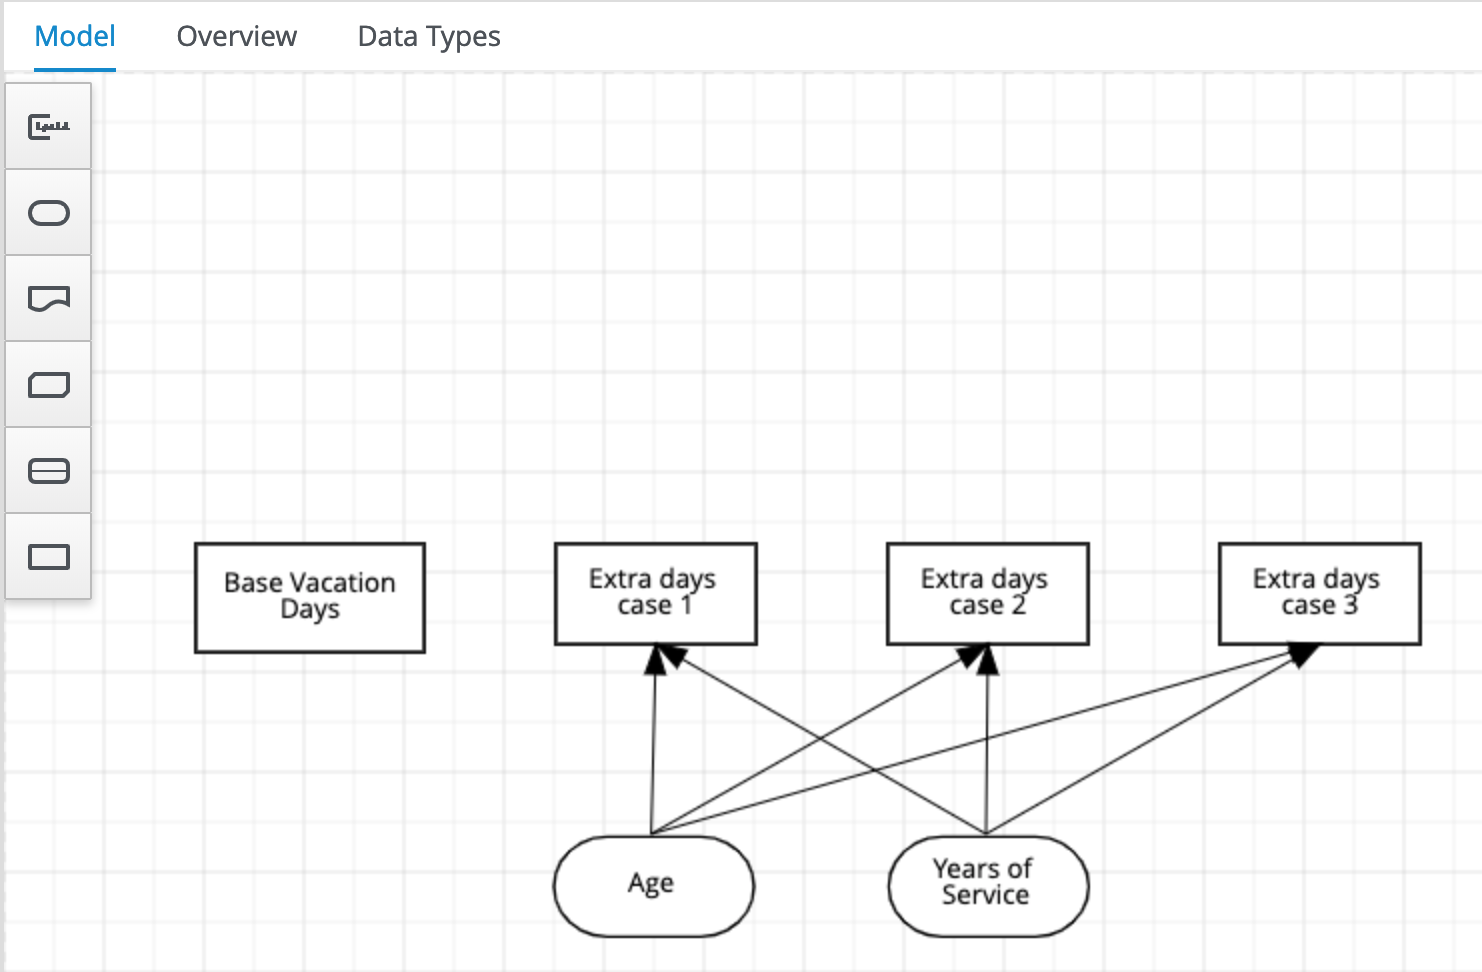 Model Overview Data Types
Base Vacation
Days
Extra days
case 1
Extra days
case 2
Extra days
case 3
Age
Years of
Service